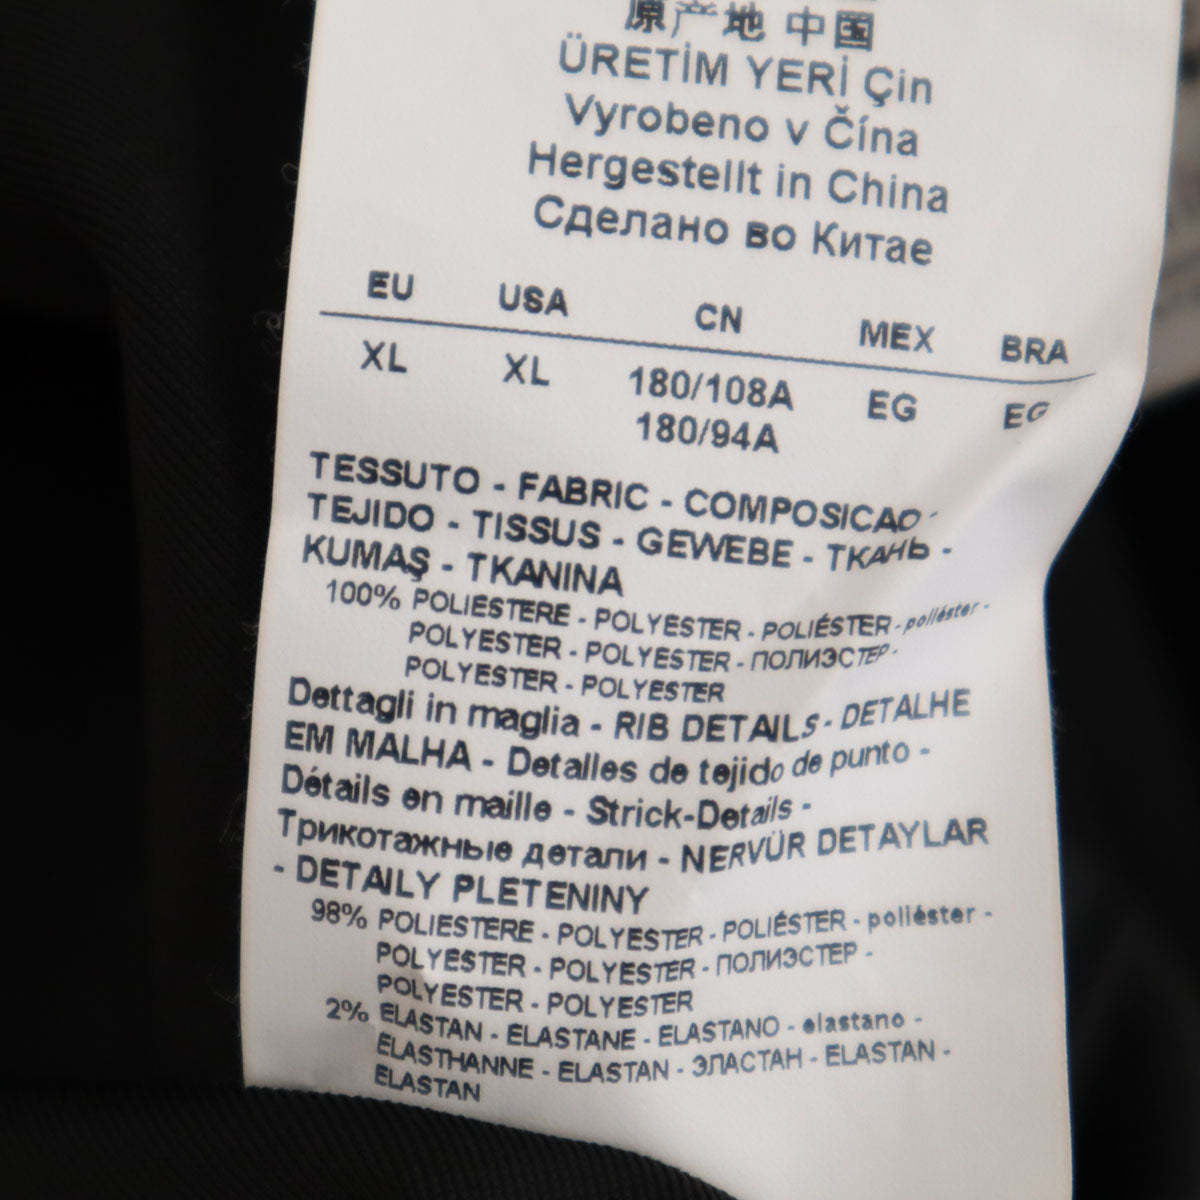 原产地 中国
ÜRETİM YERİ Çin
Vyrobeno v Čína
Hergestellt in China
Сделано во Китае
EU USA CN MEX BRA
XL XL 180/108A EG EG
180/94A
TESSUTO - FABRIC - COMPOSICAO -
TEJIDO - TISSUS - GEWEBE - ТКАНЬ -
KUMAŞ - TKANINA
100% POLIESTERE - POLYESTER - POLIÉSTER - poliéster -
POLYESTER - POLYESTER - ПОЛИЭСТЕР -
POLYESTER - POLYESTER
Dettagli in maglia - RIB DETAILS - DETALHE
EM MALHA - Detalles de tejido de punto -
Détails en maille - Strick-Details -
Трикотажные детали - NERVÜR DETAYLAR
- DETAILY PLETENINY
98% POLIESTERE - POLYESTER - POLIÉSTER - poliéster -
POLYESTER - POLYESTER - ПОЛИЭСТЕР -
POLYESTER - POLYESTER
2% ELASTAN - ELASTANE - ELASTANO - elastano -
ELASTHANNE - ELASTAN - ЭЛАСТАН - ELASTAN -
ELASTAN